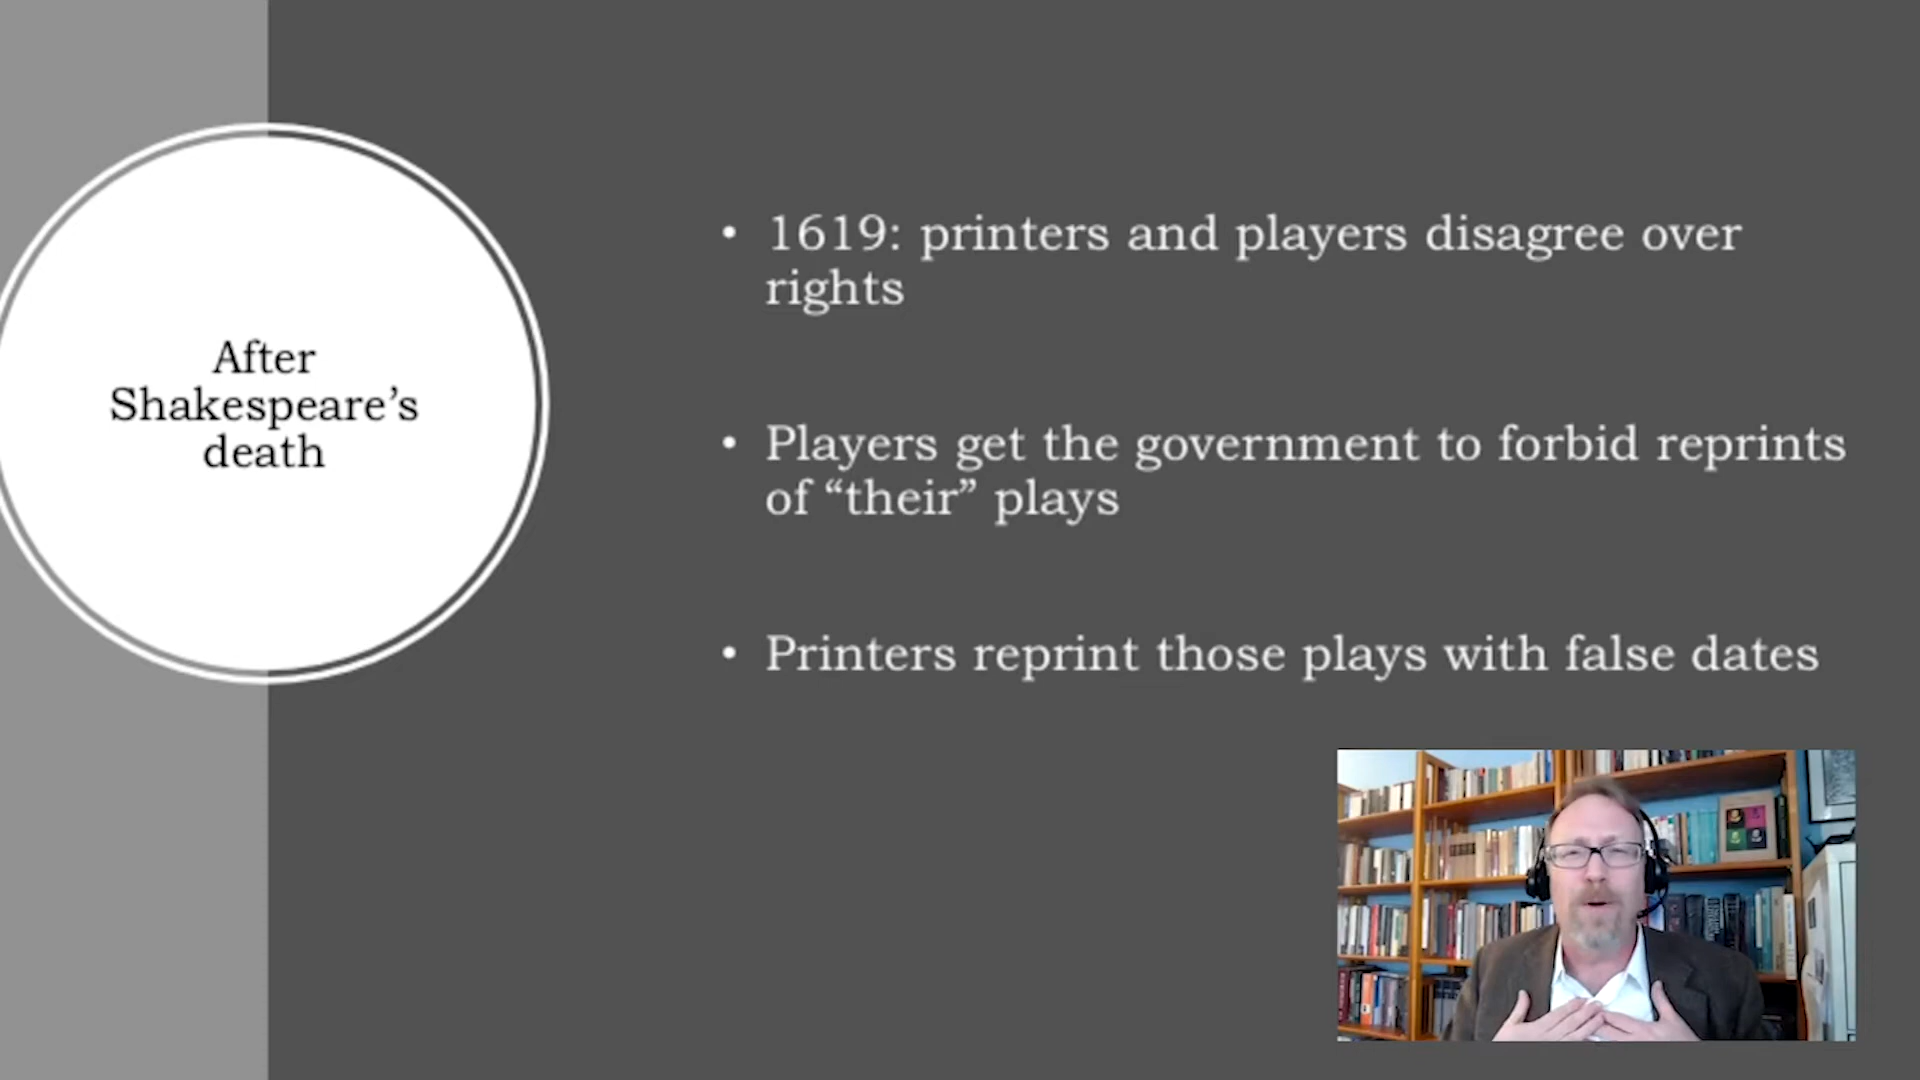 After
Shakespeare’s
death
• 1619: printers and players disagree over
rights
• Players get the government to forbid reprints
of “their” plays
• Printers reprint those plays with false dates